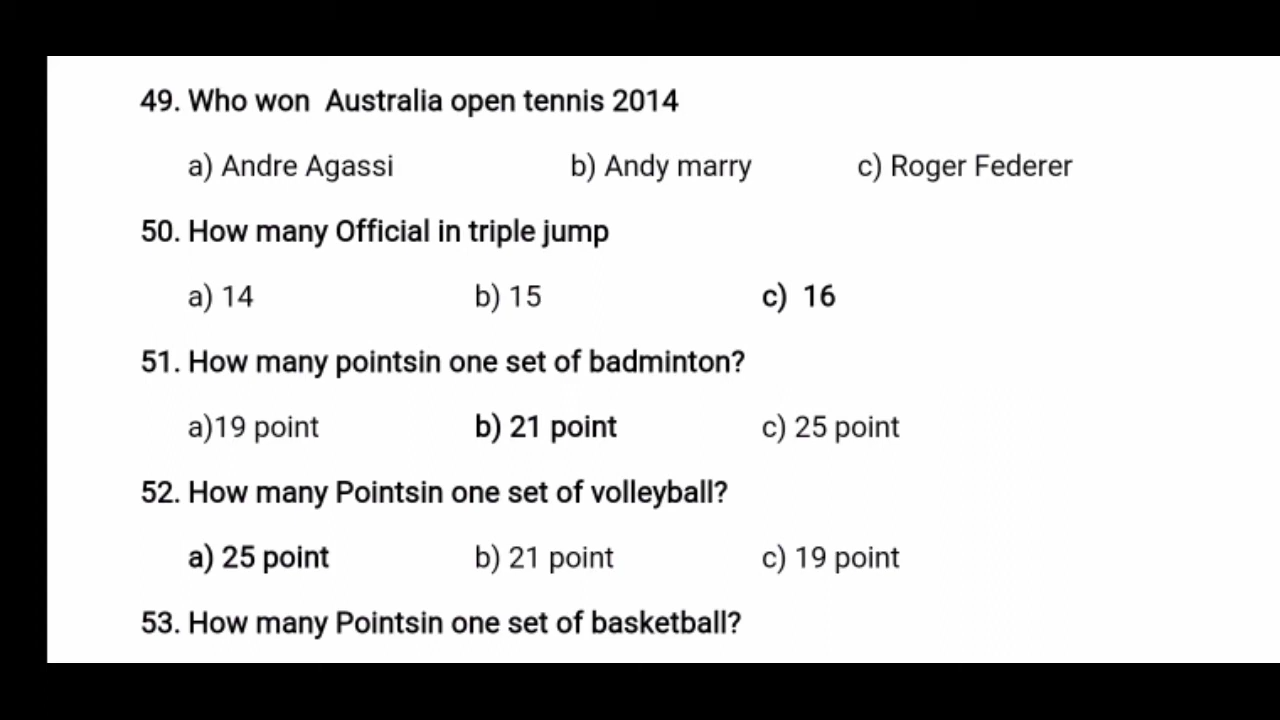 49. Who won Australia open tennis 2014
a) Andre Agassi b) Andy marry c) Roger Federer
50. How many Official in triple jump
a) 14 b) 15 c) 16
51. How many pointsin one set of badminton?
a)19 point b) 21 point c) 25 point
52. How many Pointsin one set of volleyball?
a) 25 point b) 21 point c) 19 point
53. How many Pointsin one set of basketball?